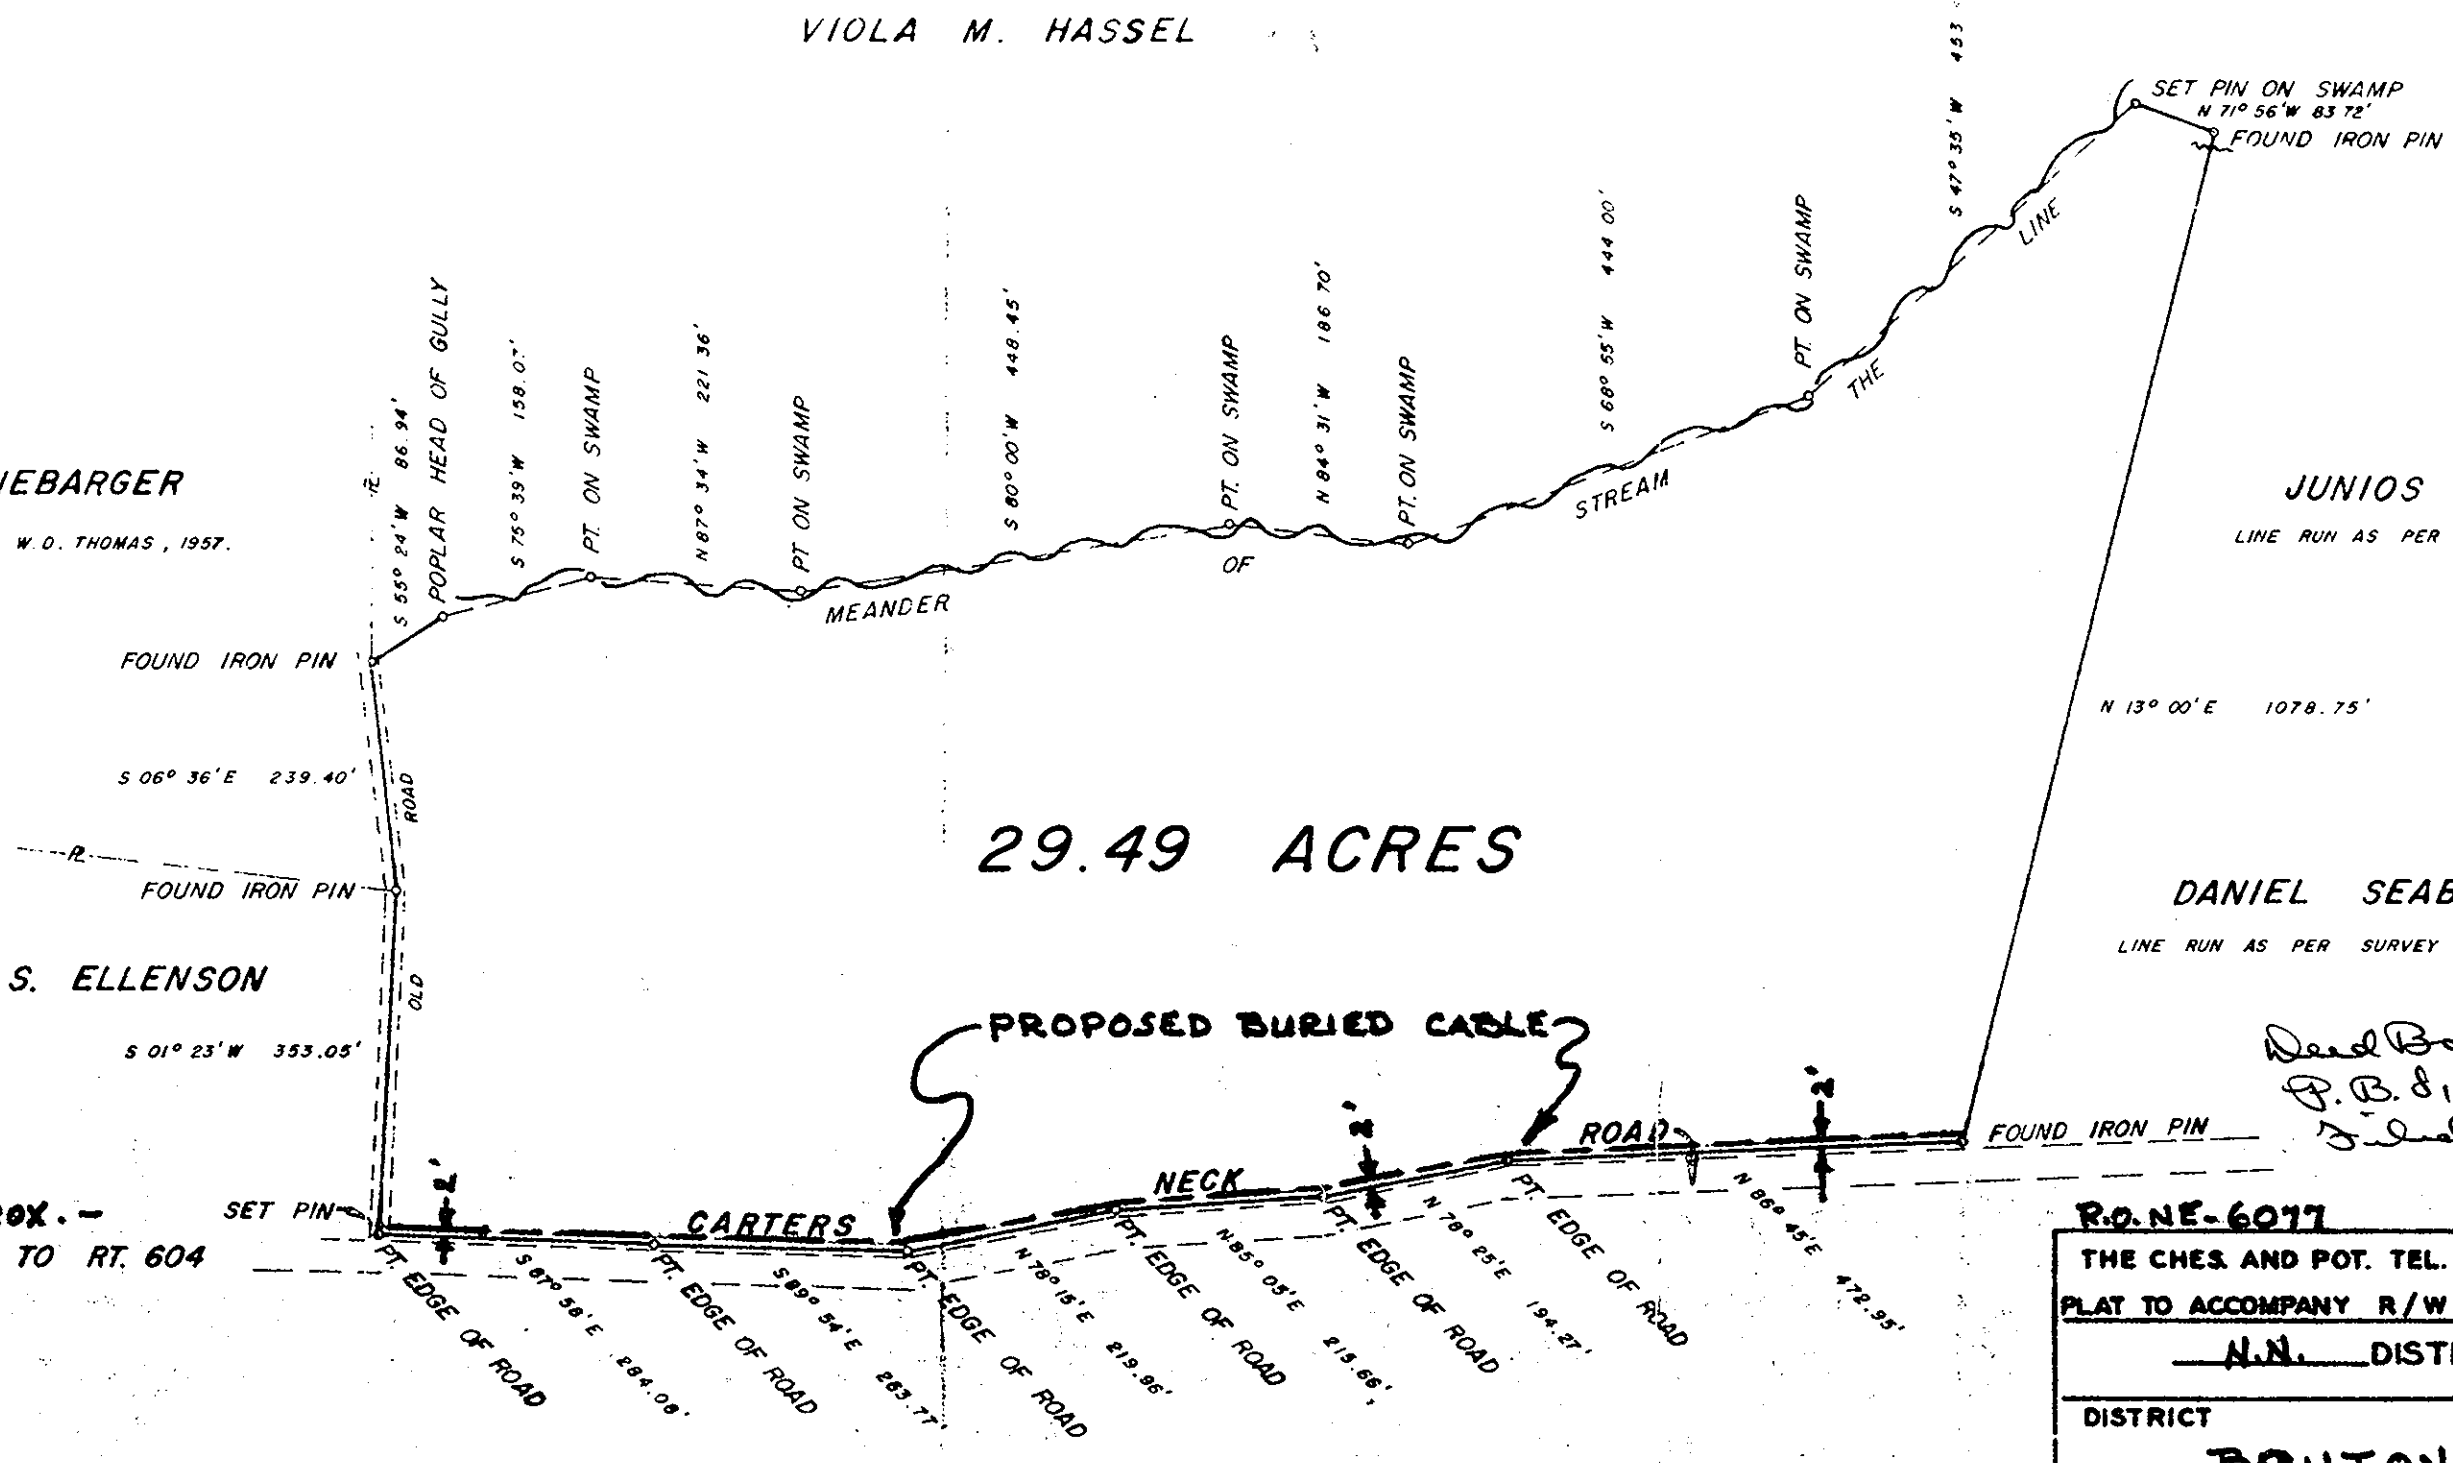 VIOLA M. HASSEL
S 47° 35' W 453
SET PIN ON SWAMP
N 71° 56' W 83 72'
FOUND IRON PIN
PT. ON SWAMP
S 68° 55' W 444 00'
LINE
THE
STREAM
OF
MEANDER
PT. ON SWAMP
N 84° 31' W 186 70'
PT. ON SWAMP
S 80° 00' W 448.45'
PT ON SWAMP
N 87° 34' W 221 36'
PT. ON SWAMP
S 75° 39' W 158.07'
POPLAR HEAD OF GULLY
S 55° 24' W 86.94'
NEBARGER
W. O. THOMAS, 1957.
JUNIOS
LINE RUN AS PER
FOUND IRON PIN
N 13° 00' E 1078.75'
S 06° 36' E 239.40'
ROAD
29.49 ACRES
FOUND IRON PIN
DANIEL SEAB
LINE RUN AS PER SURVEY
S. ELLENSON
OLD
S 01° 23' W 353.05'
PROPOSED BURIED CABLE
Deed
P.B.
2'
2'
2'
FOUND IRON PIN
SET PIN
CARTERS
NECK
ROAD
OX. -
TO RT. 604
PT. EDGE OF ROAD
S 87° 58' E 284.08'
PT. EDGE OF ROAD
S 89° 54' E 263.77'
PT. EDGE OF ROAD
N 78° 15' E 219.96'
PT. EDGE OF ROAD
N 85° 05' E 215.66'
PT. EDGE OF ROAD
N 78° 25' E 194.27'
PT. EDGE OF ROAD
N 86° 45' E 472.95'
R.O. NE-6077
THE CHES. AND POT. TEL.
PLAT TO ACCOMPANY R/W
N.N. DIST
DISTRICT
BRUTON